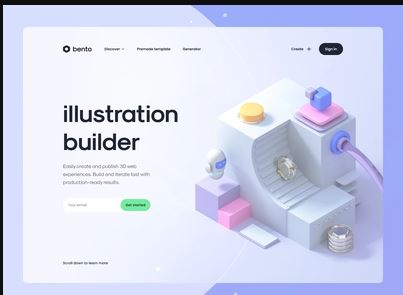 bento
Discover
Premade template
Generator
Create +
Sign in
illustration
builder
Easily create and publish 3D web
experiences. Build and iterate fast with
production-ready results.
Your email
Get started
Scroll down to learn more